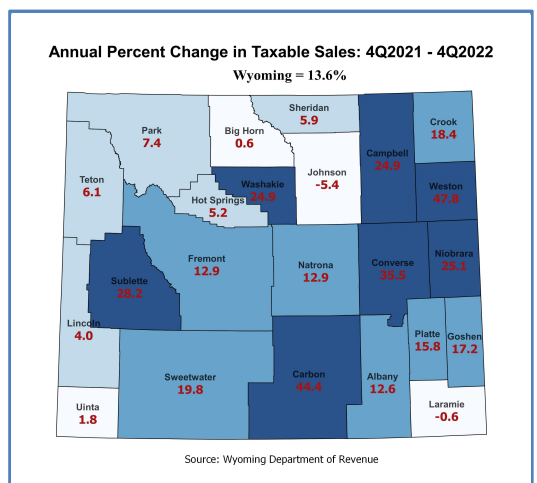 Annual Percent Change in Taxable Sales: 4Q2021 - 4Q2022
Wyoming = 13.6%
Sheridan
5.9
Park
7.4
Big Horn
0.6
Crook
18.4
Campbell
24.9
Johnson
-5.4
Teton
6.1
Washakie
24.9
Weston
47.8
Hot Springs
5.2
Fremont
12.9
Natrona
12.9
Converse
35.5
Niobrara
25.1
Sublette
28.2
Lincoln
4.0
Platte
15.8
Goshen
17.2
Sweetwater
19.8
Carbon
44.4
Albany
12.6
Uinta
1.8
Laramie
-0.6
Source: Wyoming Department of Revenue